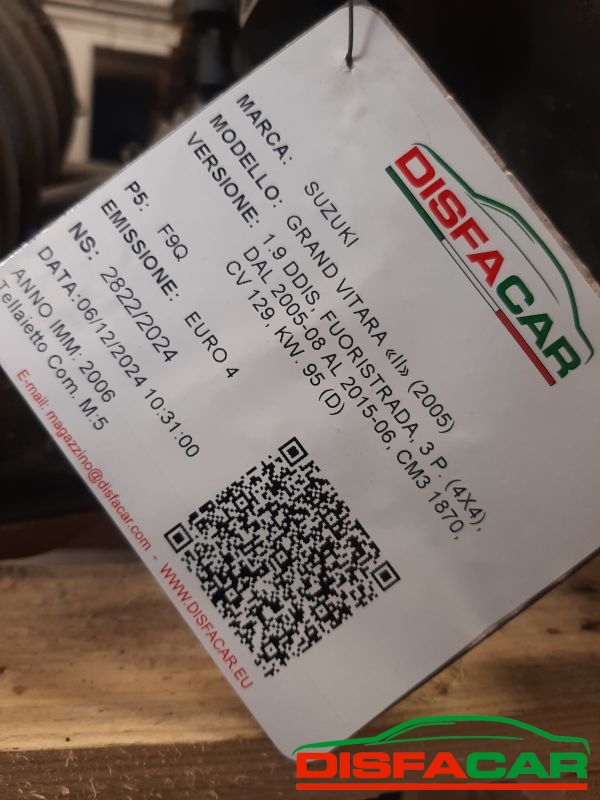 DISFACAR
MARCA: SUZUKI
MODELLO: GRAND VITARA «II» (2005)
VERSIONE: 1.9 DDIS, FUORISTRADA, 3 P. (4X4),
DAL 2005-08 AL 2015-06, CM3 1870,
CV 129, KW. 95 (D)
P5: F9Q
EMISSIONE: EURO 4
NS: 2822/2024
DATA:06/12/2024 10:31:00
ANNO IMM: 2006
Tellaietto Com. M:5
E-mail: magazzino@disfacar.com - WWW.DISFACAR.EU
DISFACAR